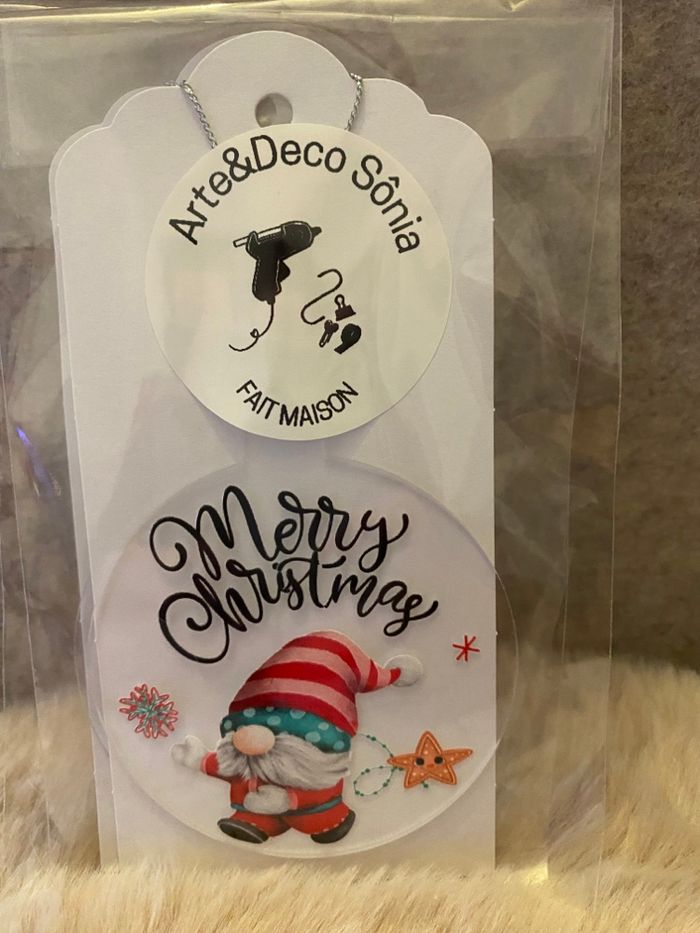 Arte&Deco Sônia
FAIT MAISON
Merry
Christmas